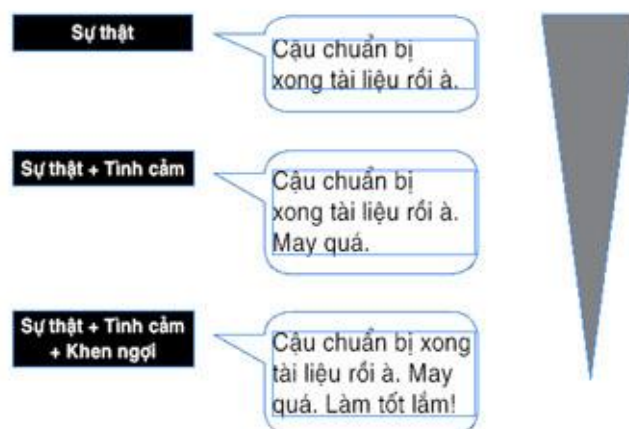 Sự thật
Cậu chuẩn bị
xong tài liệu rồi à.
Sự thật + Tình cảm
Cậu chuẩn bị
xong tài liệu rồi à.
May quá.
Sự thật + Tình cảm
+ Khen ngợi
Cậu chuẩn bị xong
tài liệu rồi à. May
quá. Làm tốt lắm!